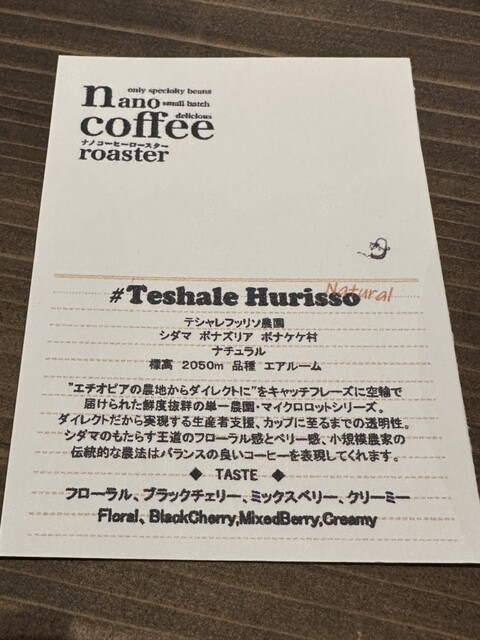 only specialty beans
nano small batch
delicious
coffee
ナノコーヒーロースター
roaster
Natural
#Teshale Hurisso
テシャレフッリソ農園
シダマ ボナズリア ボナケケ村
ナチュラル
標高 2050m 品種 エアルーム
"エチオピアの農地からダイレクトに"をキャッチフレーズに空輸で
届けられた鮮度抜群の単一農園・マイクロロットシリーズ。
ダイレクトだから実現する生産者支援、カップに至るまでの透明性。
シダマのもたらす王道のフローラル感とベリー感、小規模農家の
伝統的な農法はバランスの良いコーヒーを表現してくれます。
◆ TASTE ◆
フローラル、ブラックチェリー、ミックスベリー、クリーミー
Floral、BlackCherry,MixedBerry,Creamy